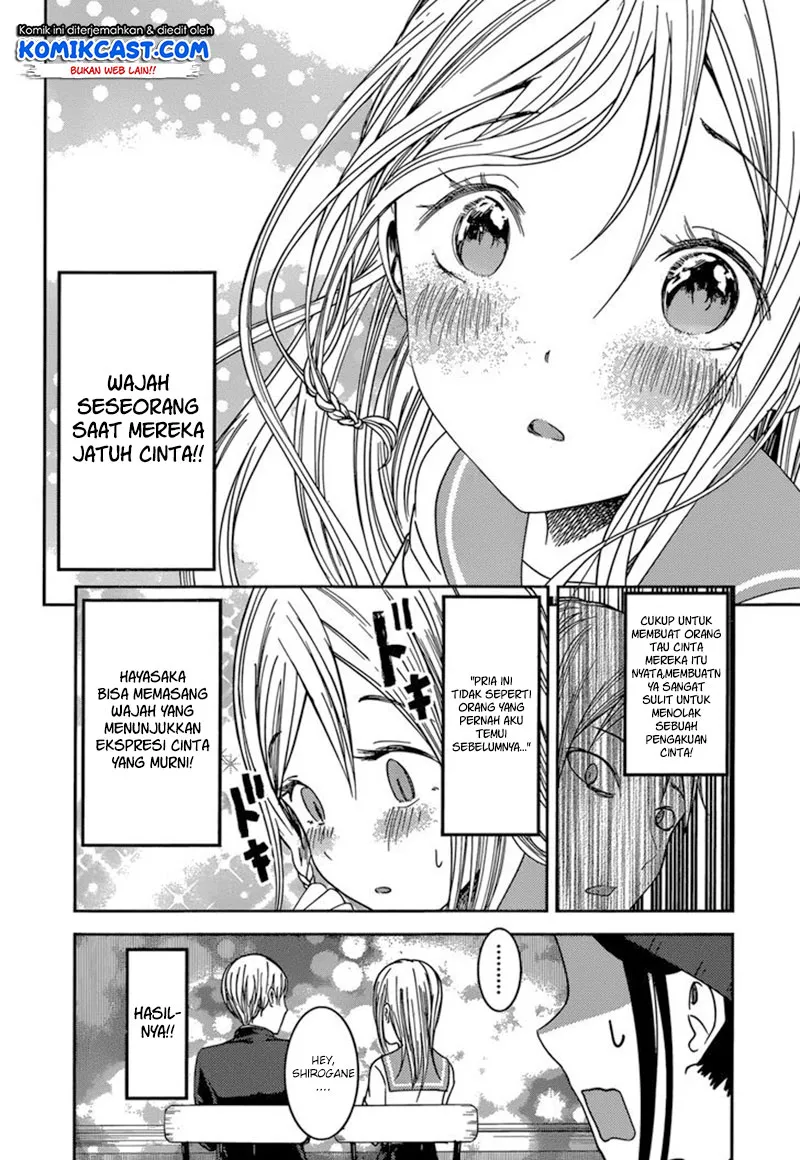 Komik ini diterjemahkan & diedit oleh
KOMIKCAST.COM
BUKAN WEB LAIN!!
WAJAH
SESEORANG
SAAT MEREKA
JATUH CINTA!!
HAYASAKA
BISA MEMASANG
WAJAH YANG
MENUNJUKKAN
EKSPRESI CINTA
YANG MURNI!
ドキ
ドキ
"PRIA INI
TIDAK SEPERTI
ORANG YANG
PERNAH AKU
TEMUI
SEBELUMNYA..."
CUKUP UNTUK
MEMBUAT ORANG
TAU CINTA
MEREKA ITU
NYATA,MEMBUATN
YA SANGAT
SULIT UNTUK
MENOLAK
SEBUAH
PENGAKUAN
CINTA!
HASIL-
NYA!!
.........
HEY,
SHIROGANE
....